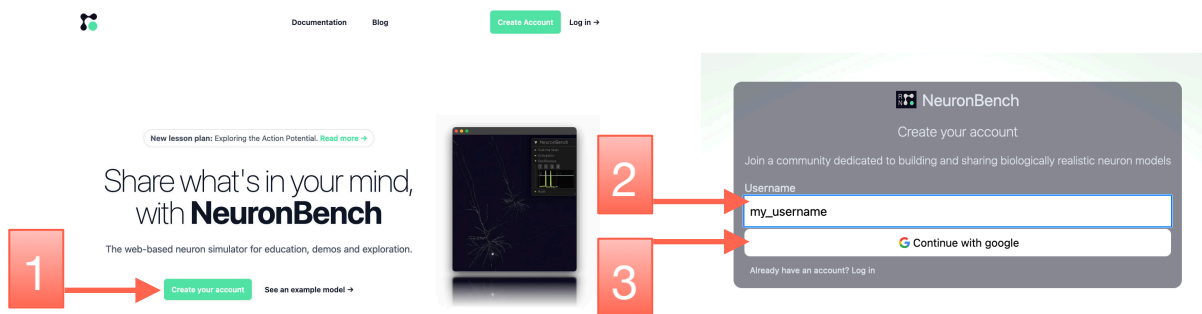 Documentation
Blog
Create Account
Log in →
New lesson plan: Exploring the Action Potential. Read more →
Share what's in your mind,
with NeuronBench
The web-based neuron simulator for education, demos and exploration.
1
Create your account
See an example model →
NeuronBench
2
3
NeuronBench
Create your account
Join a community dedicated to building and sharing biologically realistic neuron models
Username
my_username
Continue with google
Already have an account? Log in